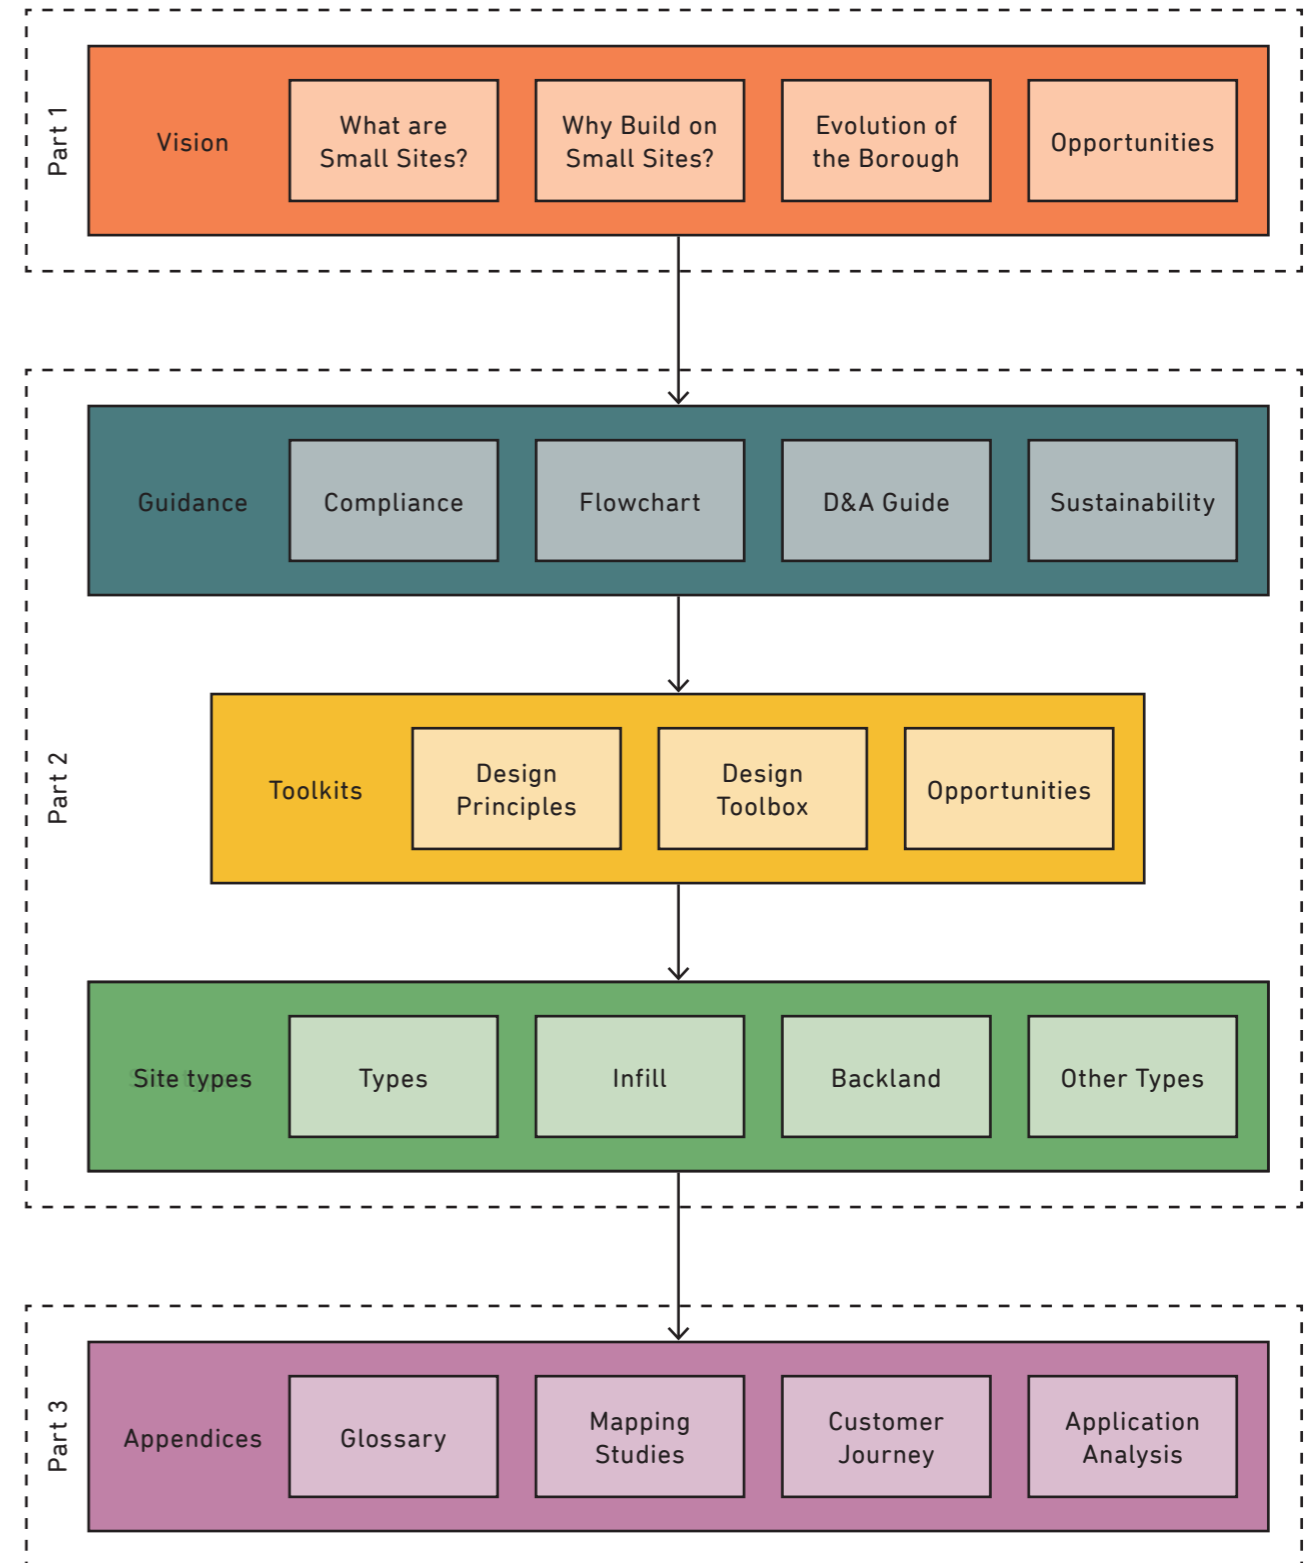 Part 1
Vision
What are
Small Sites?
Why Build on
Small Sites?
Evolution of
the Borough
Opportunities
Part 2
Guidance
Compliance
Flowchart
D&A Guide
Sustainability
Toolkits
Design
Principles
Design
Toolbox
Opportunities
Site types
Types
Infill
Backland
Other Types
Part 3
Appendices
Glossary
Mapping
Studies
Customer
Journey
Application
Analysis